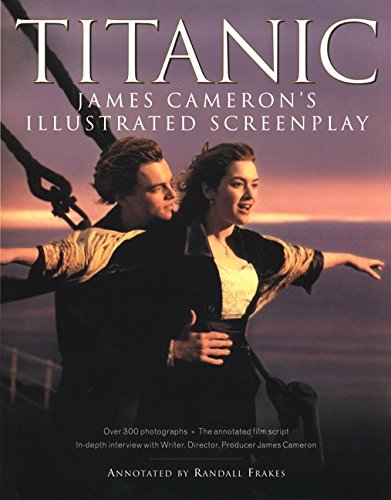 TITANIC
JAMES CAMERON'S
ILLUSTRATED SCREENPLAY
Over 300 photographs • The annotated film script
In-depth interview with Writer, Director, Producer James Cameron
ANNOTATED BY RANDALL FRAKES